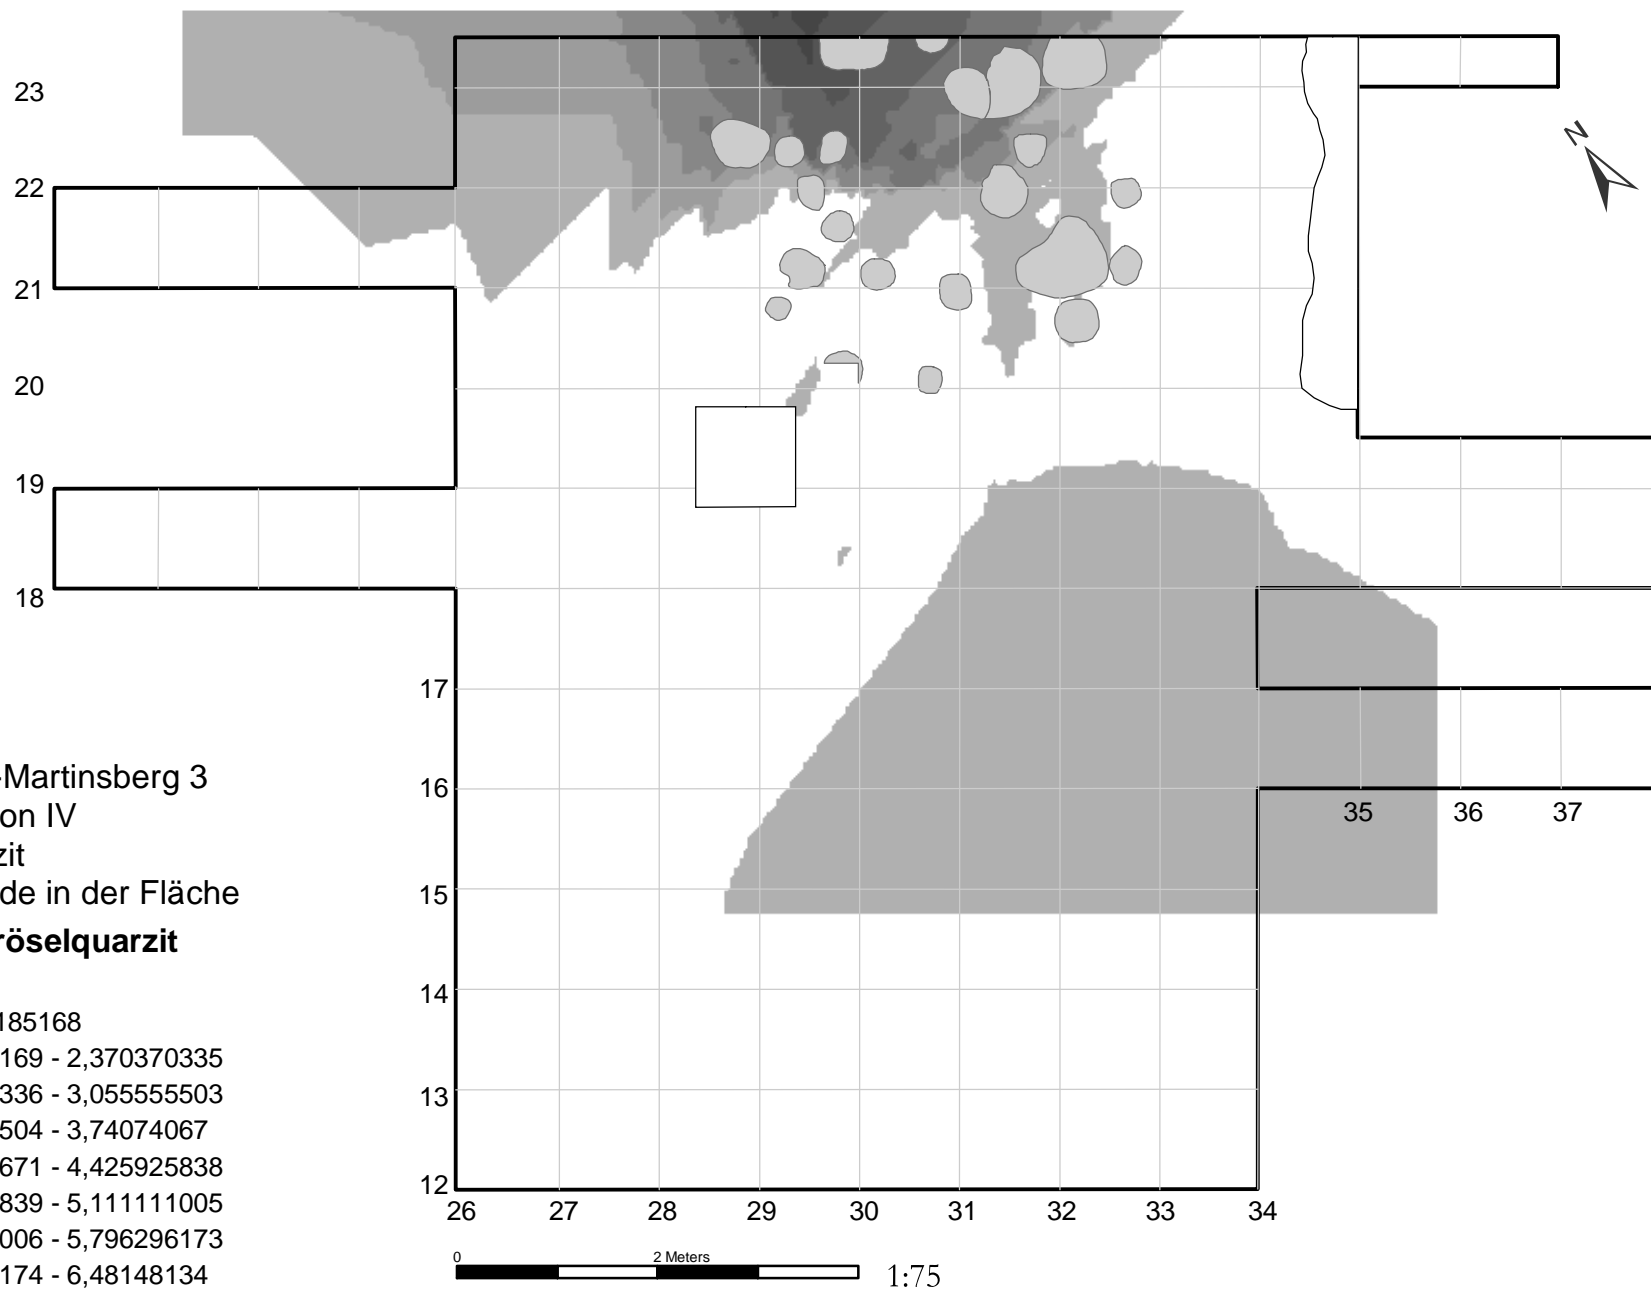 23
N
22
21
20
19
18
17
16
35 36 37
15
14
13
12
26 27 28 29 30 31 32 33 34
-Martinsberg 3
on IV
zit
de in der Fläche
röselquarzit
185168
169 - 2,370370335
336 - 3,055555503
504 - 3,74074067
671 - 4,425925838
839 - 5,111111005
006 - 5,796296173
174 - 6,48148134
0 2 Meters
1:75